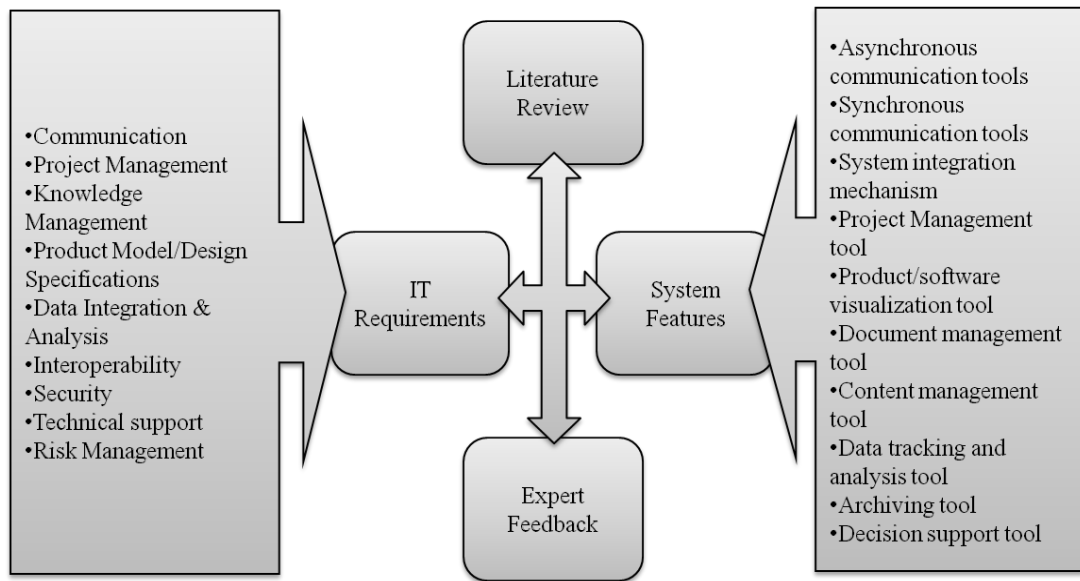 •Communication
•Project Management
•Knowledge
Management
•Product Model/Design
Specifications
•Data Integration &
Analysis
•Interoperability
•Security
•Technical support
•Risk Management
Literature
Review
IT
Requirements
System
Features
Expert
Feedback
•Asynchronous
communication tools
•Synchronous
communication tools
•System integration
mechanism
•Project Management
tool
•Product/software
visualization tool
•Document management
tool
•Content management
tool
•Data tracking and
analysis tool
•Archiving tool
•Decision support tool